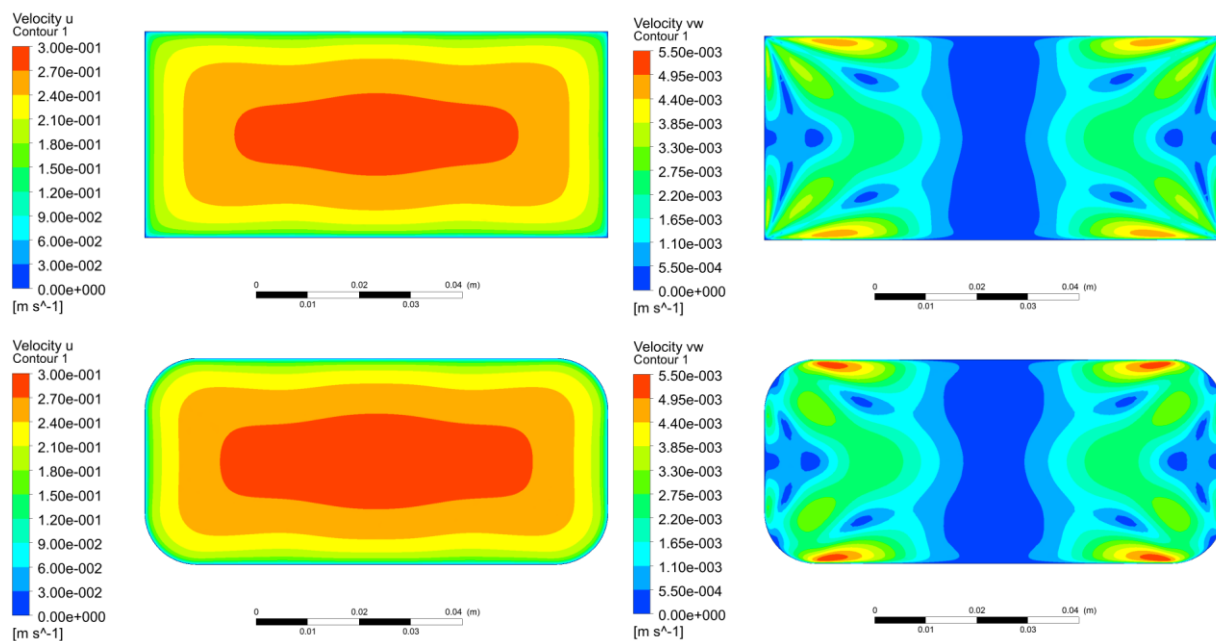 Velocity u
Contour 1
3.00e-001
2.70e-001
2.40e-001
2.10e-001
1.80e-001
1.50e-001
1.20e-001
9.00e-002
6.00e-002
3.00e-002
0.00e+000
[m s^-1]
0 0.02 0.04 (m)
0.01 0.03
Velocity vw
Contour 1
5.50e-003
4.95e-003
4.40e-003
3.85e-003
3.30e-003
2.75e-003
2.20e-003
1.65e-003
1.10e-003
5.50e-004
0.00e+000
[m s^-1]
0 0.02 0.04 (m)
0.01 0.03
Velocity u
Contour 1
3.00e-001
2.70e-001
2.40e-001
2.10e-001
1.80e-001
1.50e-001
1.20e-001
9.00e-002
6.00e-002
3.00e-002
0.00e+000
[m s^-1]
0 0.02 0.04 (m)
0.01 0.03
Velocity vw
Contour 1
5.50e-003
4.95e-003
4.40e-003
3.85e-003
3.30e-003
2.75e-003
2.20e-003
1.65e-003
1.10e-003
5.50e-004
0.00e+000
[m s^-1]
0 0.02 0.04 (m)
0.01 0.03